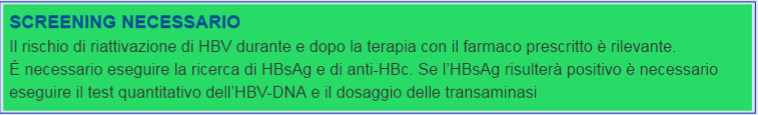 SCREENING NECESSARIO
Il rischio di riattivazione di HBV durante e dopo la terapia con il farmaco prescritto è rilevante.
È necessario eseguire la ricerca di HBsAg e di anti-HBc. Se l'HBsAg risulterà positivo è necessario
eseguire il test quantitativo dell'HBV-DNA e il dosaggio delle transaminasi